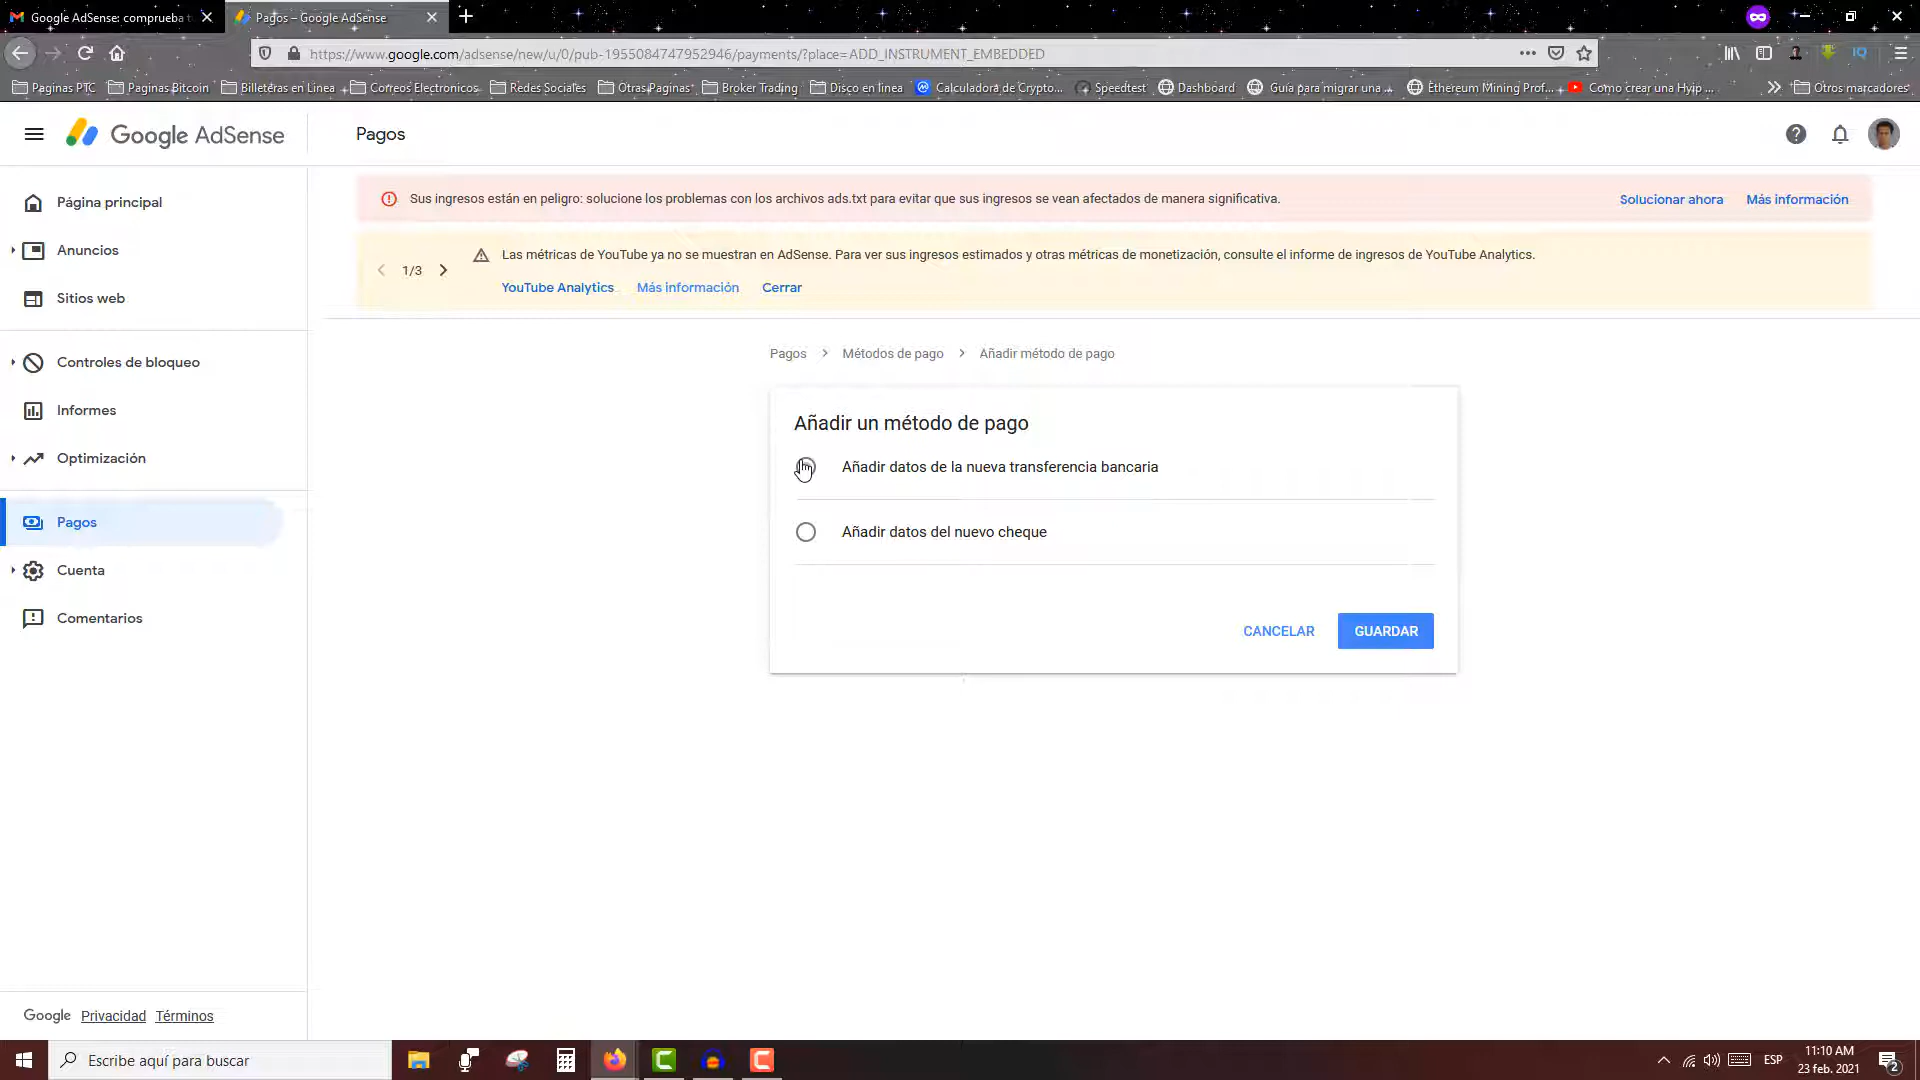 Google AdSense: comprueba t
Pagos – Google AdSense
https://www.google.com/adsense/new/u/0/pub-1955084747952946/payments/?place=ADD_INSTRUMENT_EMBEDDED
Paginas PTC
Paginas Bitcoin
Billeteras en Linea
Correos Electronicos
Redes Sociales
Otras Paginas
Broker Trading
Disco en linea
Calculadora de Crypto...
Speedtest
Dashboard
Guía para migrar una ...
Ethereum Mining Prof...
Como crear una Hyip ...
Otros marcadores
Google AdSense
Pagos
Página principal
Anuncios
Sitios web
Controles de bloqueo
Informes
Optimización
Pagos
Cuenta
Comentarios
Sus ingresos están en peligro: solucione los problemas con los archivos ads.txt para evitar que sus ingresos se vean afectados de manera significativa.
Solucionar ahora
Más información
1/3
Las métricas de YouTube ya no se muestran en AdSense. Para ver sus ingresos estimados y otras métricas de monetización, consulte el informe de ingresos de YouTube Analytics.
YouTube Analytics
Más información
Cerrar
Pagos
Métodos de pago
Añadir método de pago
Añadir un método de pago
Añadir datos de la nueva transferencia bancaria
Añadir datos del nuevo cheque
CANCELAR
GUARDAR
Google Privacidad Términos
Escribe aquí para buscar
ESP
11:10 AM
23 feb. 2021
2